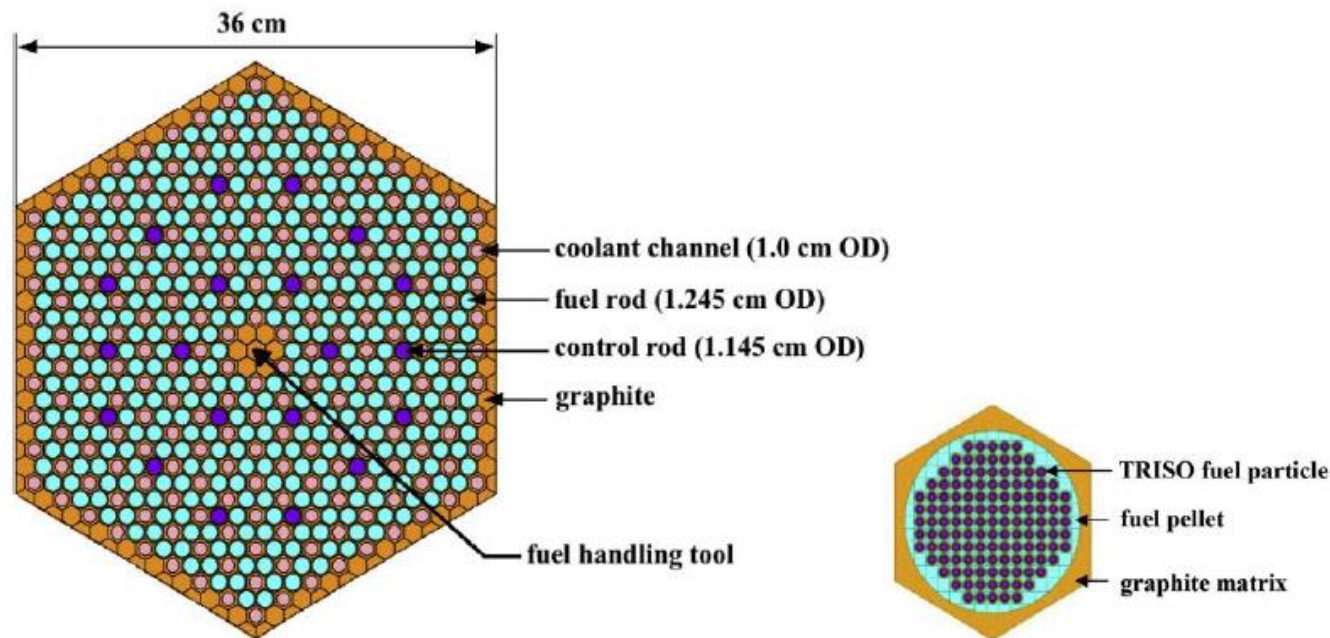 36 cm
coolant channel (1.0 cm OD)
fuel rod (1.245 cm OD)
control rod (1.145 cm OD)
graphite
fuel handling tool
TRISO fuel particle
fuel pellet
graphite matrix